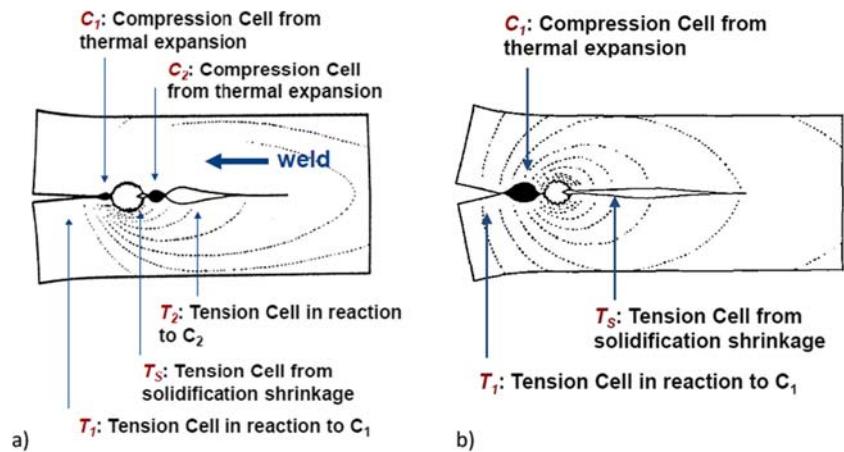 C₁: Compression Cell from
thermal expansion
C₂: Compression Cell
from thermal expansion
weld
T₂: Tension Cell in reaction
to C₂
Tₛ: Tension Cell from
solidification shrinkage
T₁: Tension Cell in reaction to C₁
a)
C₁: Compression Cell from
thermal expansion
Tₛ: Tension Cell from
solidification shrinkage
T₁: Tension Cell in reaction to C₁
b)